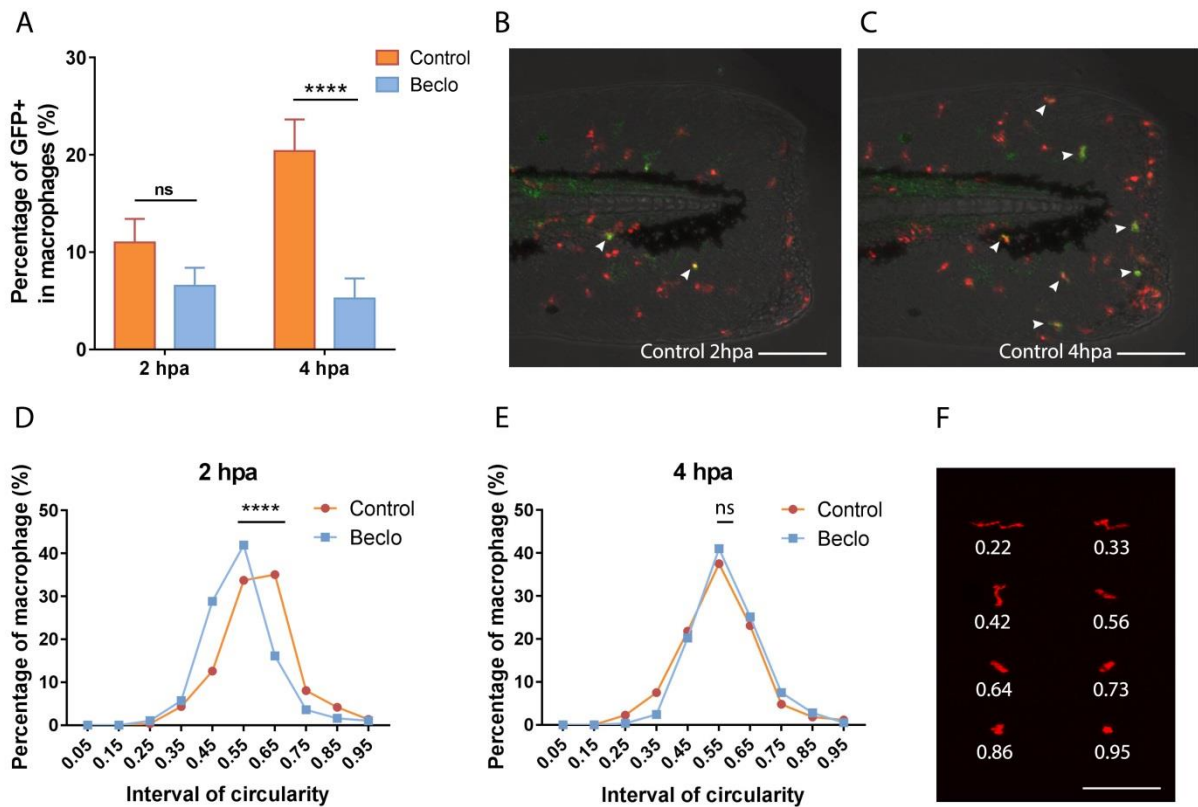 A
Percentage of GFP+
in macrophages (%)
30
20
10
0
ns
****
Control
Beclo
2 hpa
4 hpa
B
Control 2hpa
C
Control 4hpa
D
2 hpa
Percentage of macrophage (%)
50
40
30
20
10
0
****
Control
Beclo
0.05 0.15 0.25 0.35 0.45 0.55 0.65 0.75 0.85 0.95
Interval of circularity
E
4 hpa
Percentage of macrophage (%)
50
40
30
20
10
0
ns
Control
Beclo
0.05 0.15 0.25 0.35 0.45 0.55 0.65 0.75 0.85 0.95
Interval of circularity
F
0.22 0.33
0.42 0.56
0.64 0.73
0.86 0.95